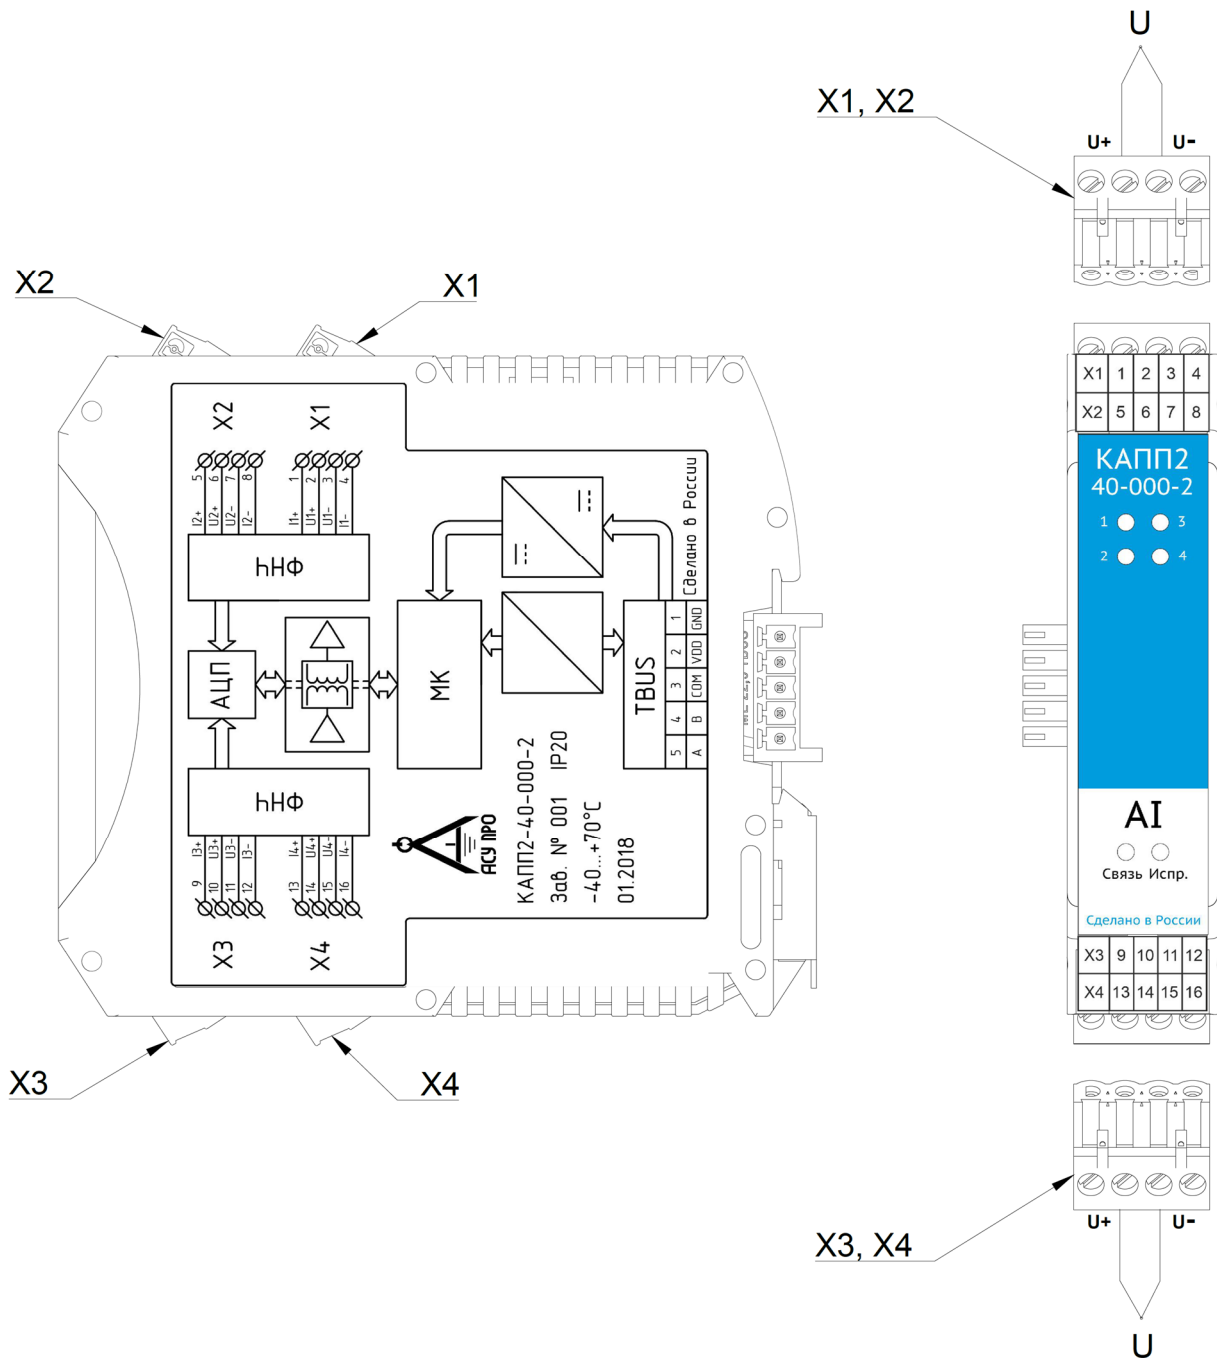 U
X1, X2
U+ U-
X2
X1
X2
X1
5
6
7
8
1
2
3
4
I2+
U2+
U2-
I2-
I1+
U1+
U1-
I1-
hНФ
АЦП
МК
TBUS
1 GND
2 VDD
3 COM
4 B
5 A
Сделано в России
hНФ
I3+
U3+
U3-
I3-
I4+
U4+
U4-
I4-
9
10
11
12
13
14
15
16
X3
X4
АСУ ПРО
КАПП2-40-000-2
Зав. № 001 IP20
-40...+70°C
01.2018
X3
X4
X1 1 2 3 4
X2 5 6 7 8
КАПП2
40-000-2
1 3
2 4
AI
Связь Испр.
Сделано в России
X3 9 10 11 12
X4 13 14 15 16
X3, X4
U+ U-
U